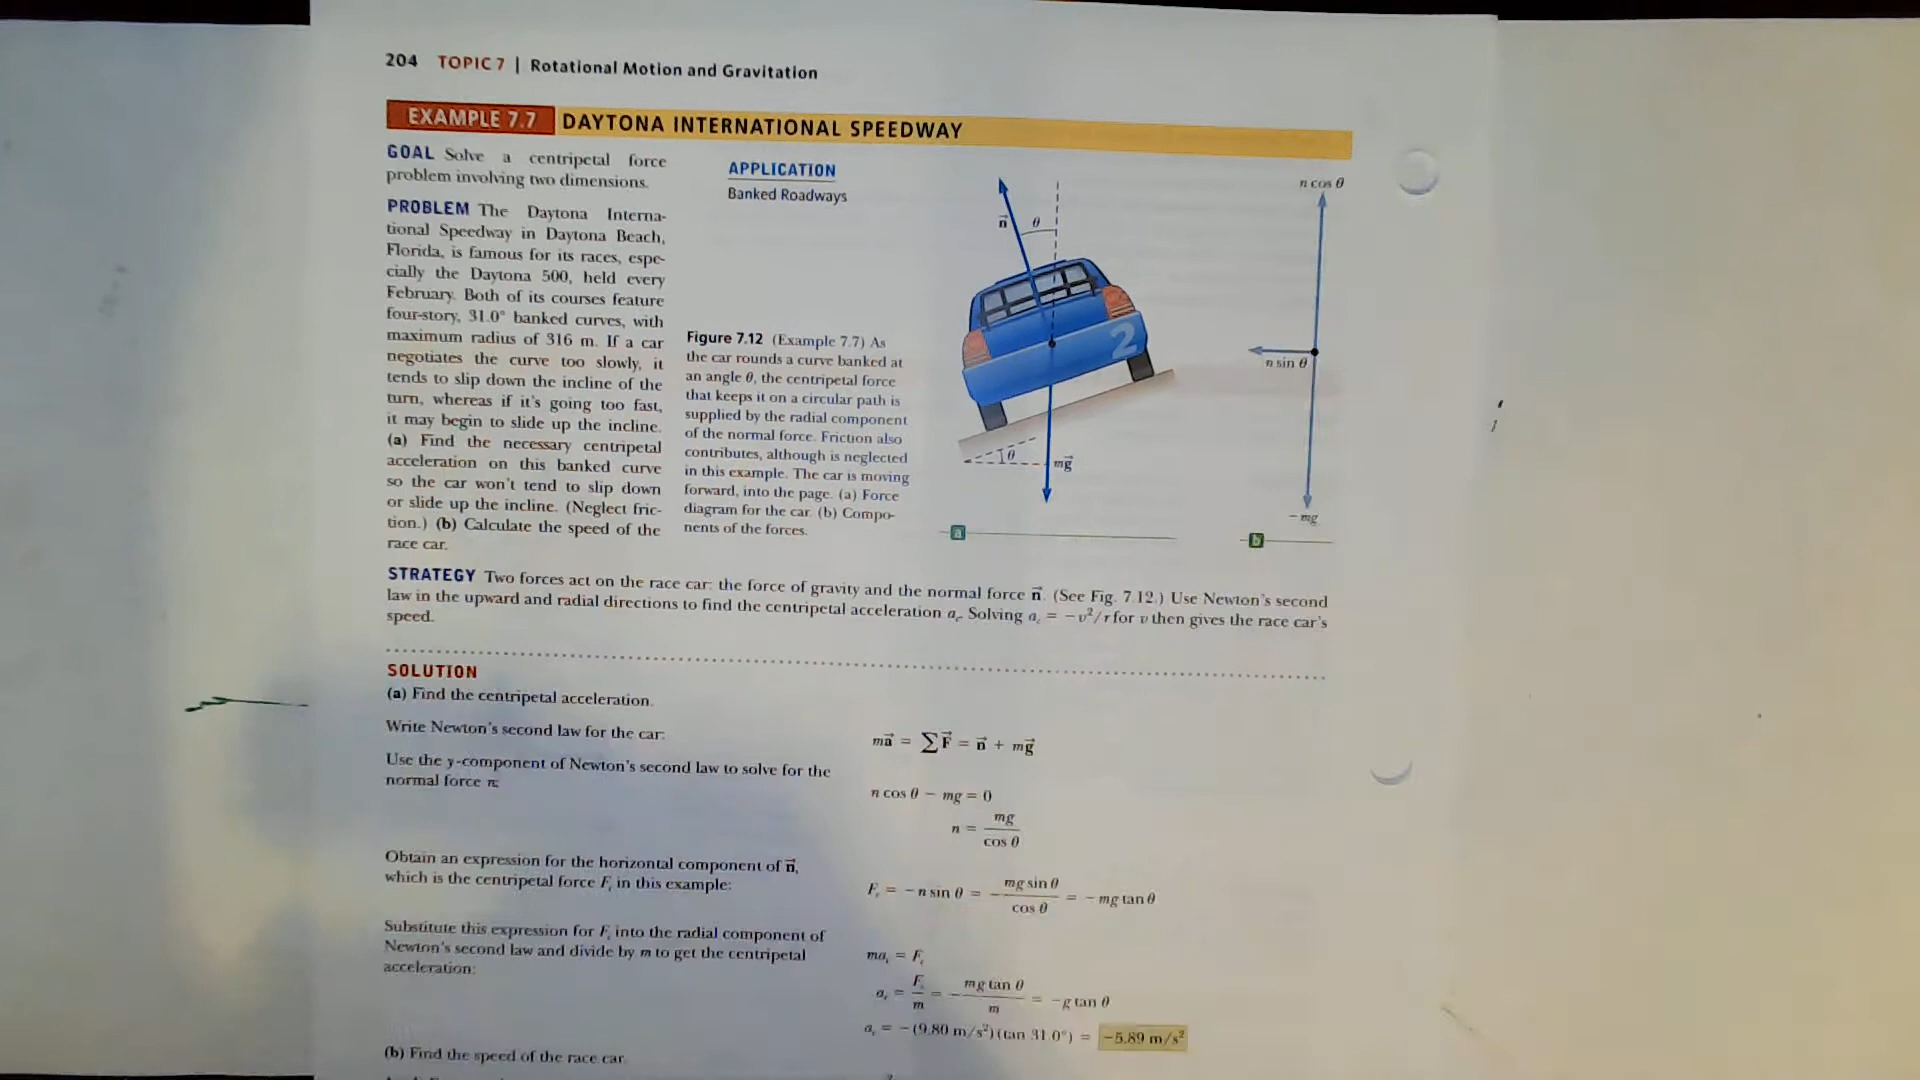 204 TOPIC 7 | Rotational Motion and Gravitation
EXAMPLE 7.7 DAYTONA INTERNATIONAL SPEEDWAY
GOAL Solve a centripetal force
problem involving two dimensions.
PROBLEM The Daytona Interna-
tional Speedway in Daytona Beach,
Florida, is famous for its races, espe-
cially the Daytona 500, held every
February. Both of its courses feature
four-story, 31.0° banked curves, with
maximum radius of 316 m. If a car
negotiates the curve too slowly, it
tends to slip down the incline of the
turn, whereas if it's going too fast,
it may begin to slide up the incline.
(a) Find the necessary centripetal
acceleration on this banked curve
so the car won't tend to slip down
or slide up the incline. (Neglect fric-
tion.) (b) Calculate the speed of the
race car.
APPLICATION
Banked Roadways
Figure 7.12 (Example 7.7) As
the car rounds a curve banked at
an angle θ, the centripetal force
that keeps it on a circular path is
supplied by the radial component
of the normal force. Friction also
contributes, although is neglected
in this example. The car is moving
forward, into the page. (a) Force
diagram for the car. (b) Compo-
nents of the forces.
n⃗ θ
2
θ
mg⃗
a
n cos θ
n sin θ
−mg
b
STRATEGY Two forces act on the race car: the force of gravity and the normal force n⃗. (See Fig. 7.12.) Use Newton's second
law in the upward and radial directions to find the centripetal acceleration a_c. Solving a_c = −v²/r for v then gives the race car's
speed.
SOLUTION
(a) Find the centripetal acceleration.
Write Newton's second law for the car:
ma⃗ = ∑F⃗ = n⃗ + mg⃗
Use the y-component of Newton's second law to solve for the
normal force n:
n cos θ − mg = 0
n = mg / cos θ
Obtain an expression for the horizontal component of n⃗,
which is the centripetal force F_c in this example:
F_c = −n sin θ = −mg sin θ / cos θ = −mg tan θ
Substitute this expression for F_c into the radial component of
Newton's second law and divide by m to get the centripetal
acceleration:
ma_c = F_c
a_c = F_c / m = −mg tan θ / m = −g tan θ
a_c = −(9.80 m/s²)(tan 31.0°) = −5.89 m/s²
(b) Find the speed of the race car.